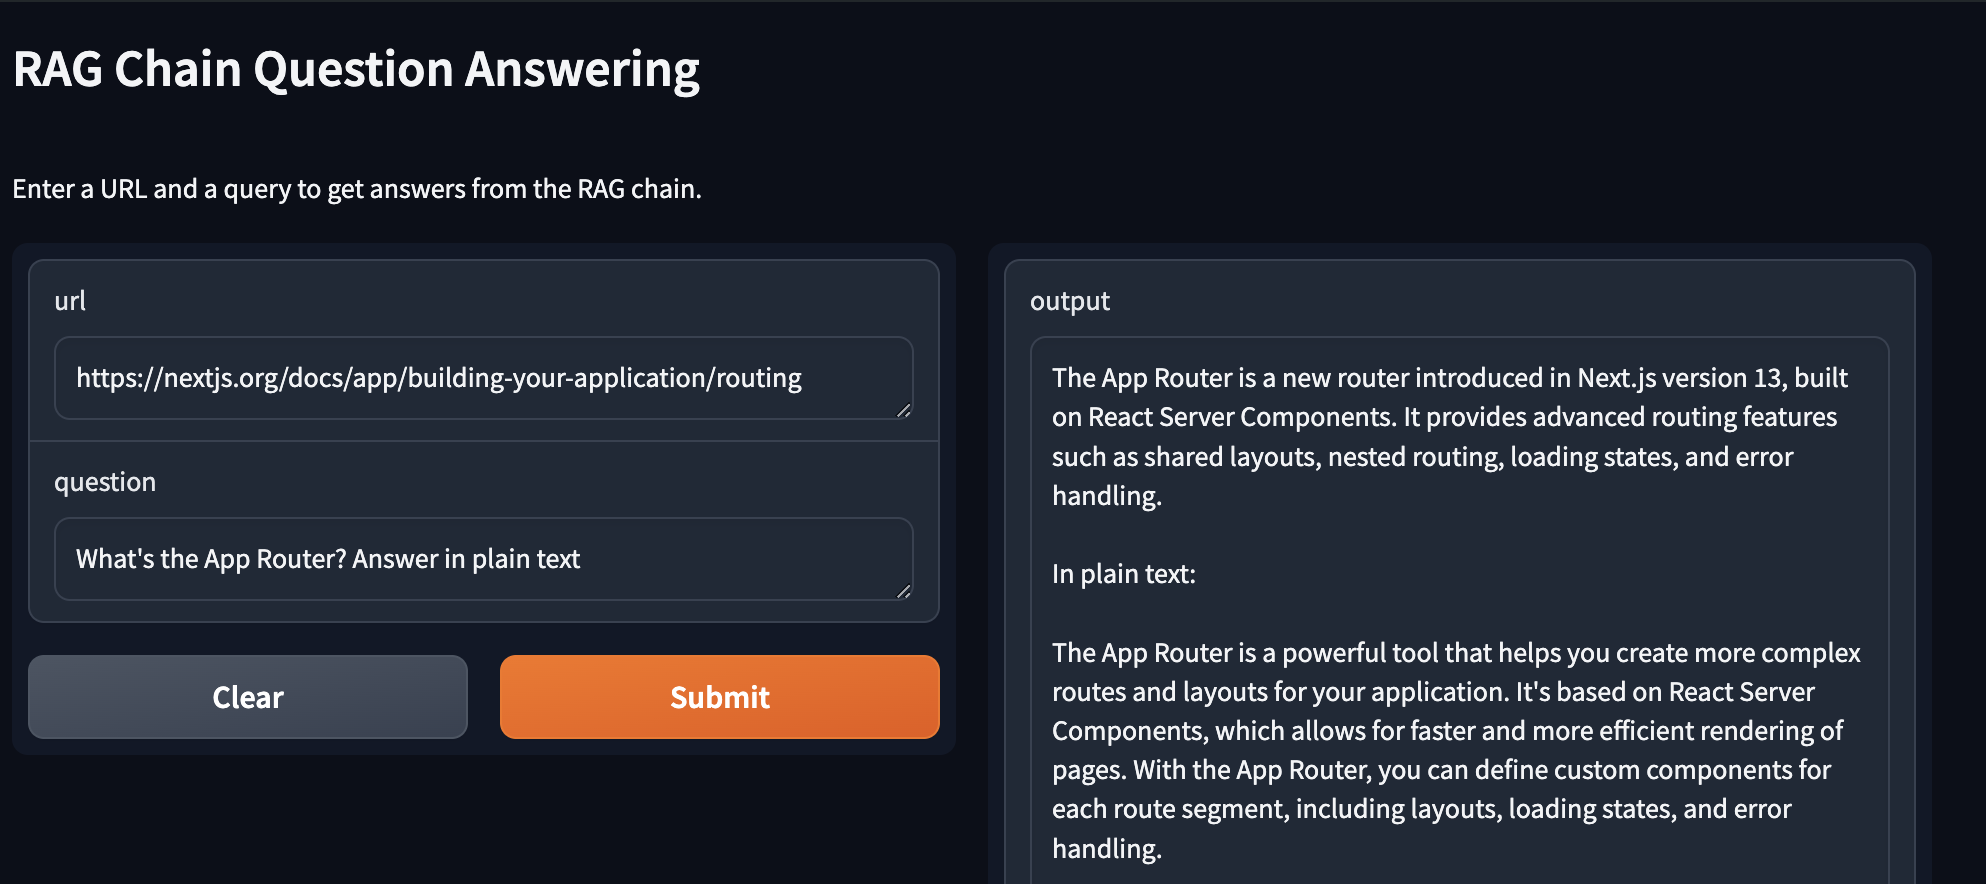 RAG Chain Question Answering
Enter a URL and a query to get answers from the RAG chain.
url
https://nextjs.org/docs/app/building-your-application/routing
question
What's the App Router? Answer in plain text
Clear
Submit
output
The App Router is a new router introduced in Next.js version 13, built
on React Server Components. It provides advanced routing features
such as shared layouts, nested routing, loading states, and error
handling.
In plain text:
The App Router is a powerful tool that helps you create more complex
routes and layouts for your application. It's based on React Server
Components, which allows for faster and more efficient rendering of
pages. With the App Router, you can define custom components for
each route segment, including layouts, loading states, and error
handling.